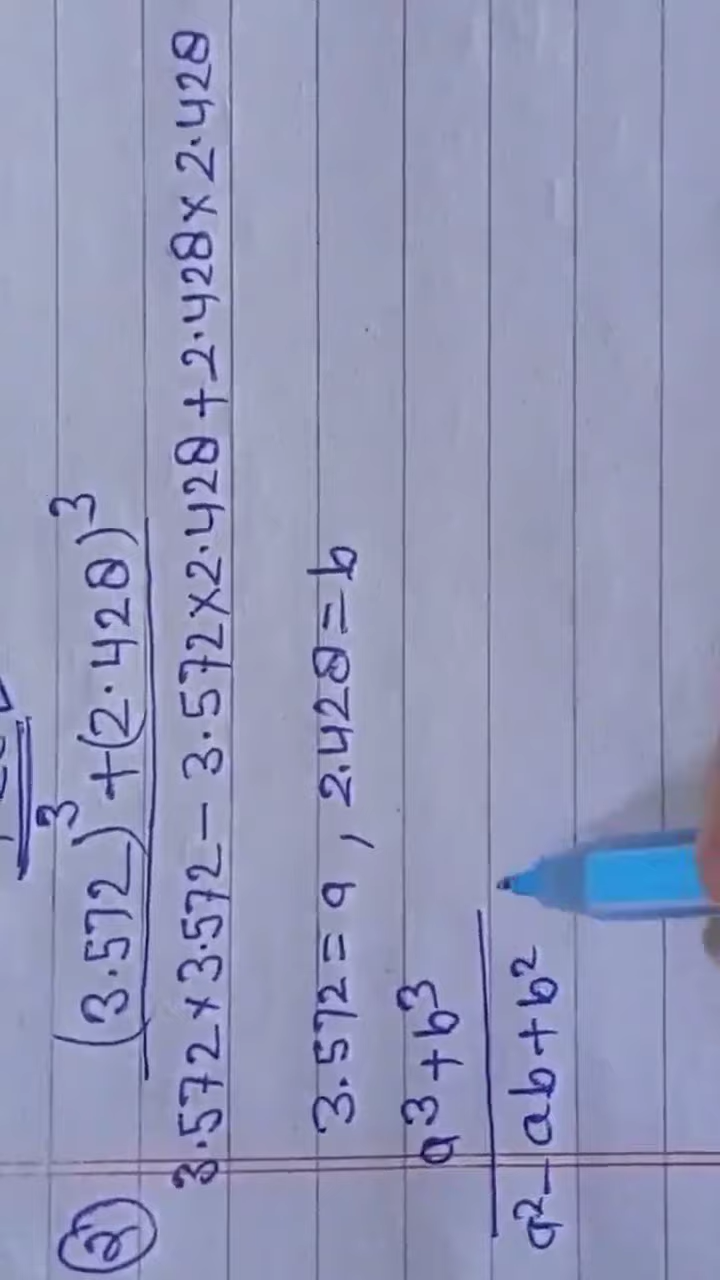 (2) (3.572)³+(2.428)³
3.572×3.572-3.572×2.428+2.428×2.428
3.572=a, 2.428=b
a³+b³
a²-ab+b²